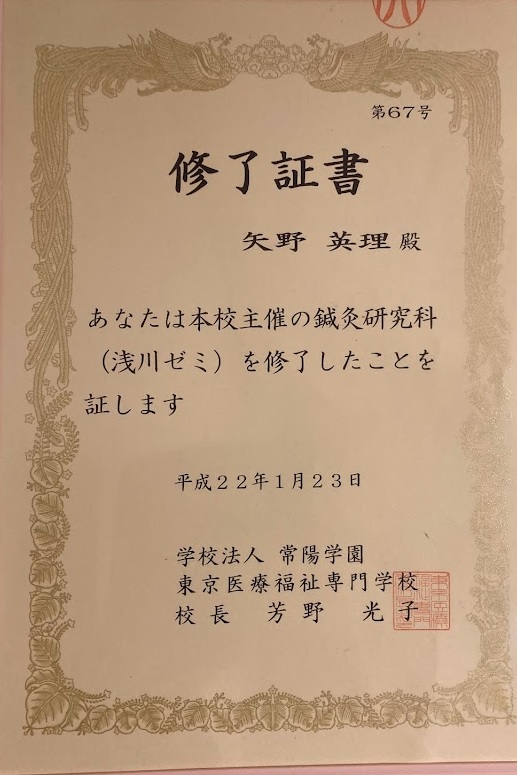 第67号
修了証書
矢野 英理 殿
あなたは本校主催の鍼灸研究科
（浅川ゼミ）を修了したことを
証します
平成22年1月23日
学校法人 常陽学園
東京医療福祉専門学校
校長 芳野 光子